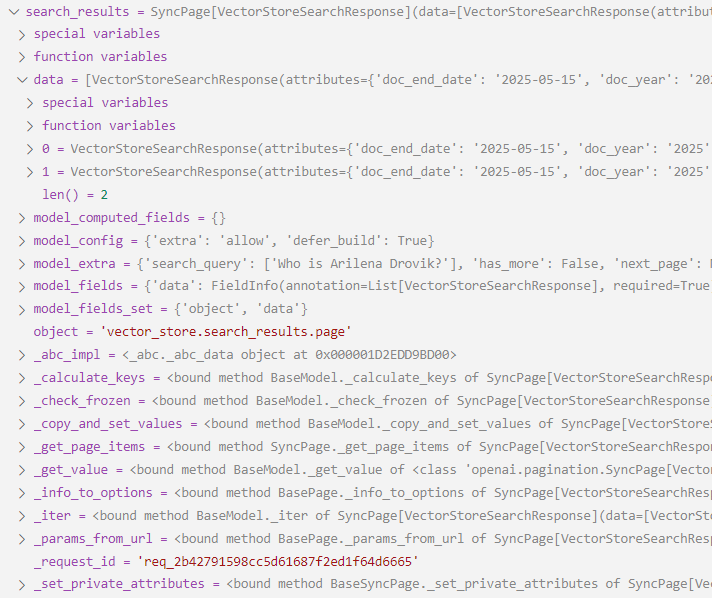 search_results = SyncPage[VectorStoreSearchResponse](data=[VectorStoreSearchResponse(attribut
special variables
function variables
data = [VectorStoreSearchResponse(attributes={'doc_end_date': '2025-05-15', 'doc_year': '202
special variables
function variables
0 = VectorStoreSearchResponse(attributes={'doc_end_date': '2025-05-15', 'doc_year': '2025'
1 = VectorStoreSearchResponse(attributes={'doc_end_date': '2025-05-15', 'doc_year': '2025'
len() = 2
model_computed_fields = {}
model_config = {'extra': 'allow', 'defer_build': True}
model_extra = {'search_query': ['Who is Arilena Drovik?'], 'has_more': False, 'next_page': N
model_fields = {'data': FieldInfo(annotation=List[VectorStoreSearchResponse], required=True
model_fields_set = {'object', 'data'}
object = 'vector_store.search_results.page'
_abc_impl = <_abc._abc_data object at 0x000001D2EDD9BD00>
_calculate_keys = <bound method BaseModel._calculate_keys of SyncPage[VectorStoreSearchRespo
_check_frozen = <bound method BaseModel._check_frozen of SyncPage[VectorStoreSearchResponse
_copy_and_set_values = <bound method BaseModel._copy_and_set_values of SyncPage[VectorStoreS
_get_page_items = <bound method SyncPage._get_page_items of SyncPage[VectorStoreSearchRespon
_get_value = <bound method BaseModel._get_value of <class 'openai.pagination.SyncPage[Vector
_info_to_options = <bound method BasePage._info_to_options of SyncPage[VectorStoreSearchResp
_iter = <bound method BaseModel._iter of SyncPage[VectorStoreSearchResponse](data=[VectorSto
_params_from_url = <bound method BasePage._params_from_url of SyncPage[VectorStoreSearchResp
_request_id = 'req_2b42791598cc5d61687f2ed1f64d6665'
_set_private_attributes = <bound method BaseSyncPage._set_private_attributes of SyncPage[Vec